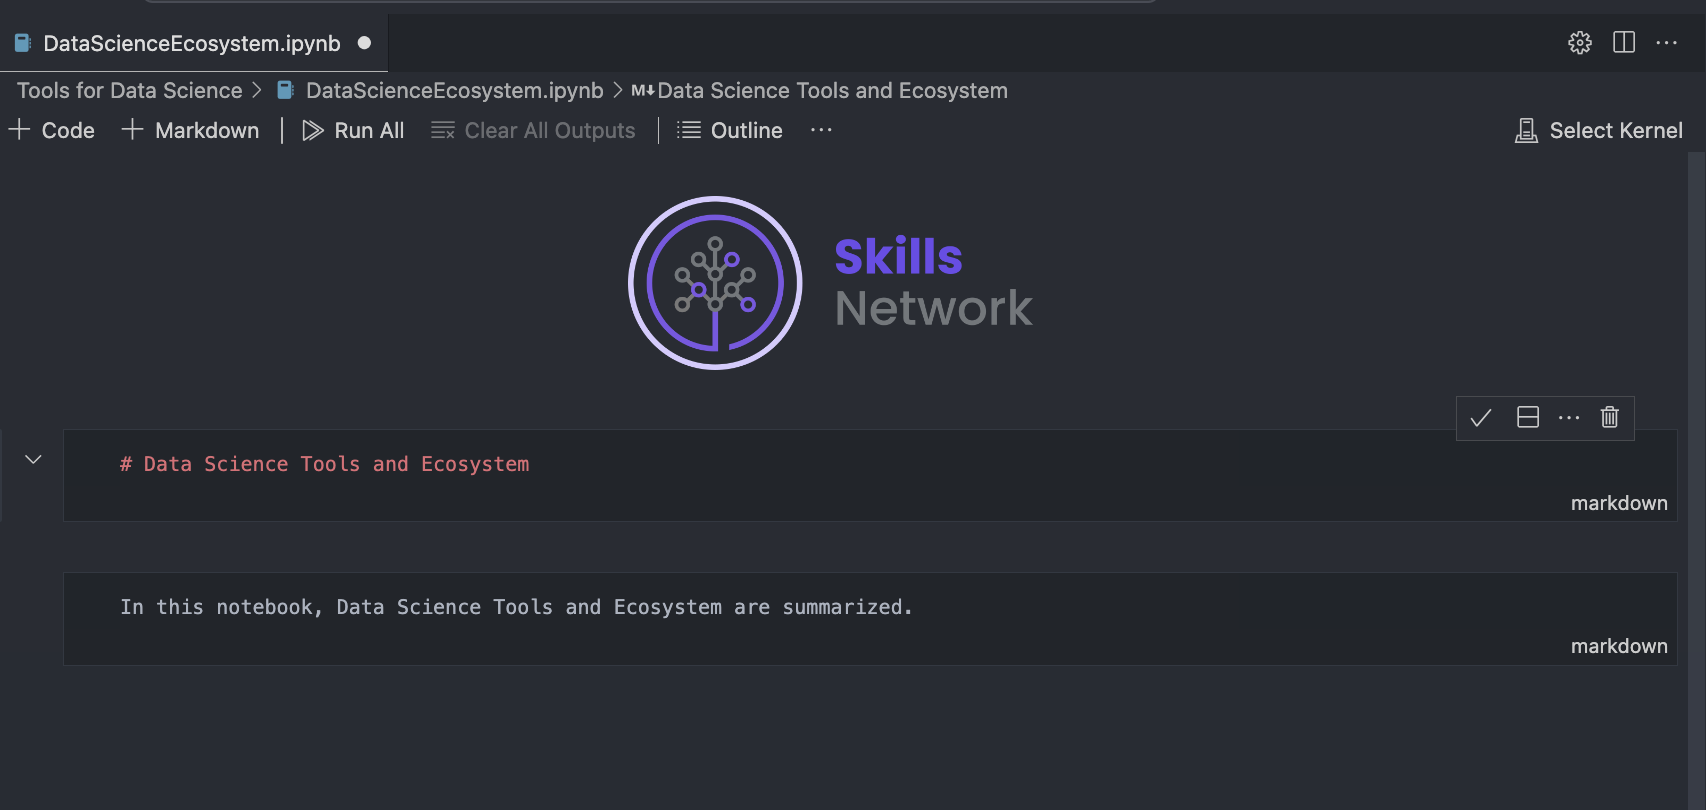 DataScienceEcosystem.ipynb
Tools for Data Science > DataScienceEcosystem.ipynb > M↓Data Science Tools and Ecosystem
+ Code + Markdown | Run All Clear All Outputs | Outline ··· Select Kernel
Skills
Network
# Data Science Tools and Ecosystem
markdown
In this notebook, Data Science Tools and Ecosystem are summarized.
markdown